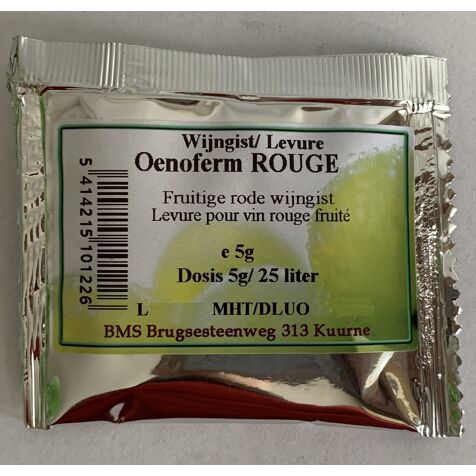 Wijngist/ Levure
Oenoferm ROUGE
Fruitige rode wijngist
Levure pour vin rouge fruité
e 5g
Dosis 5g/ 25 liter
L MHT/DLUO
BMS Brugsesteenweg 313 Kuurne
5 414215 101226